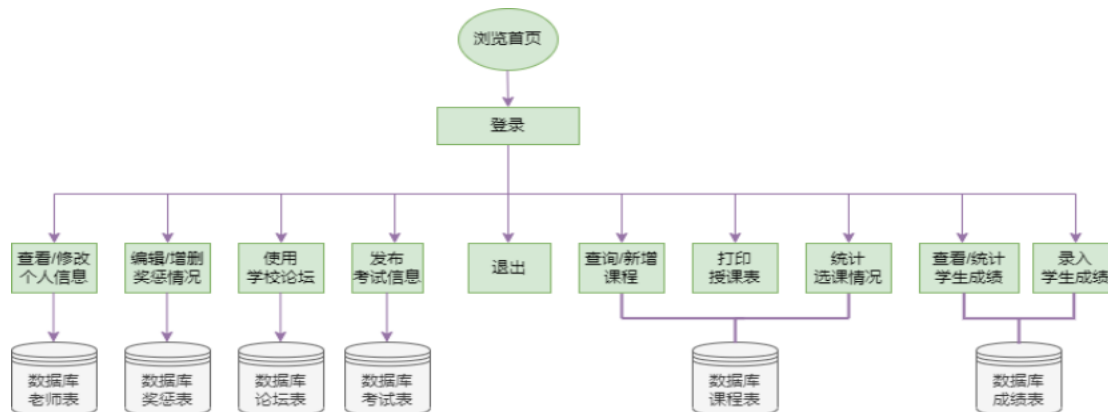 浏览首页
登录
查看/修改
个人信息
编辑/增删
奖惩情况
使用
学校论坛
发布
考试信息
退出
查询/新增
课程
打印
授课表
统计
选课情况
查看/统计
学生成绩
录入
学生成绩
数据库
老师表
数据库
奖惩表
数据库
论坛表
数据库
考试表
数据库
课程表
数据库
成绩表